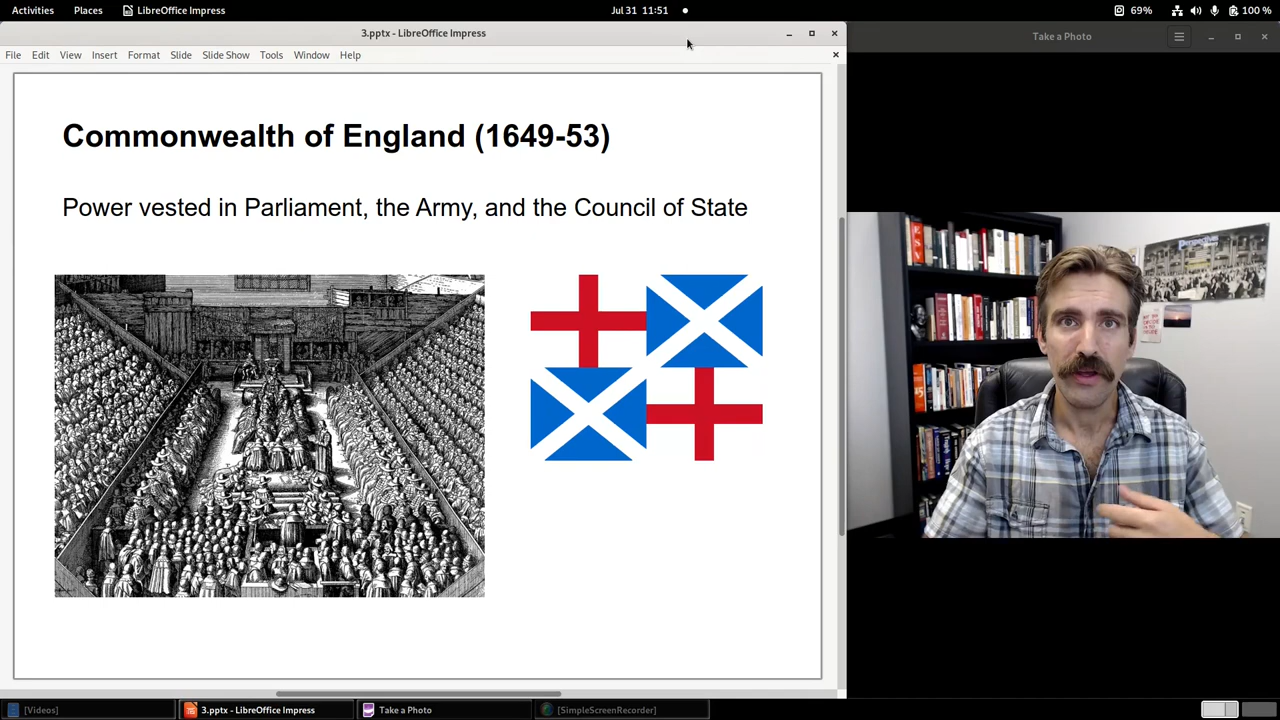 Activities Places LibreOffice Impress Jul 31 11:51 69% 100 %
3.pptx - LibreOffice Impress
Take a Photo
File Edit View Insert Format Slide Slide Show Tools Window Help
Commonwealth of England (1649-53)
Power vested in Parliament, the Army, and the Council of State
Perspectives
[Videos] 3.pptx - LibreOffice Impress Take a Photo [SimpleScreenRecorder]